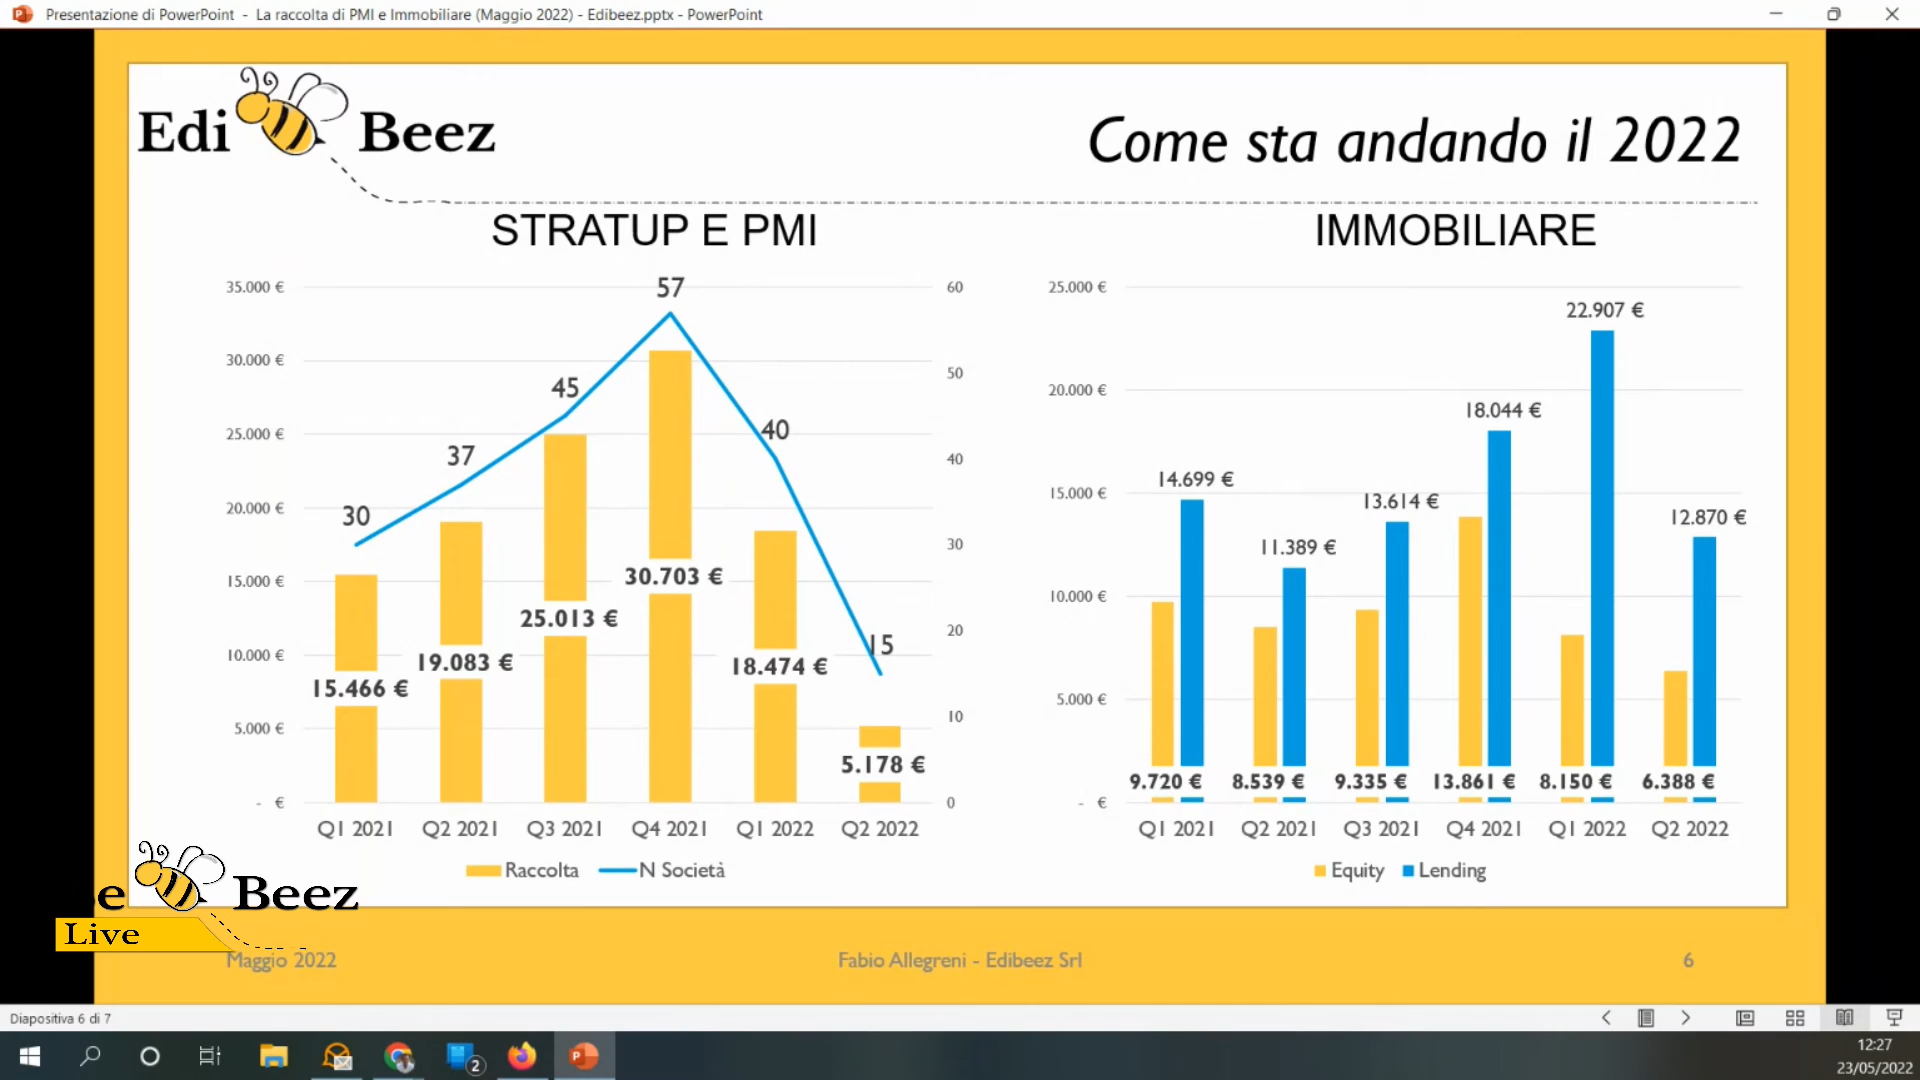 Presentazione di PowerPoint - La raccolta di PMI e Immobiliare (Maggio 2022) - Edibeez.pptx - PowerPoint
Edi Beez
Come sta andando il 2022
STRATUP E PMI
35.000 €
30.000 €
25.000 €
20.000 €
15.000 €
10.000 €
5.000 €
- €
60
50
40
30
20
10
0
30
37
45
57
40
15
15.466 €
19.083 €
25.013 €
30.703 €
18.474 €
5.178 €
Q1 2021
Q2 2021
Q3 2021
Q4 2021
Q1 2022
Q2 2022
Raccolta
N Società
IMMOBILIARE
25.000 €
20.000 €
15.000 €
10.000 €
5.000 €
- €
14.699 €
11.389 €
13.614 €
18.044 €
22.907 €
12.870 €
9.720 €
8.539 €
9.335 €
13.861 €
8.150 €
6.388 €
Q1 2021
Q2 2021
Q3 2021
Q4 2021
Q1 2022
Q2 2022
Equity
Lending
Be Beez
Live
Maggio 2022
Fabio Allegreni - Edibeez Srl
6
Diapositiva 6 di 7
2
12:27
23/05/2022